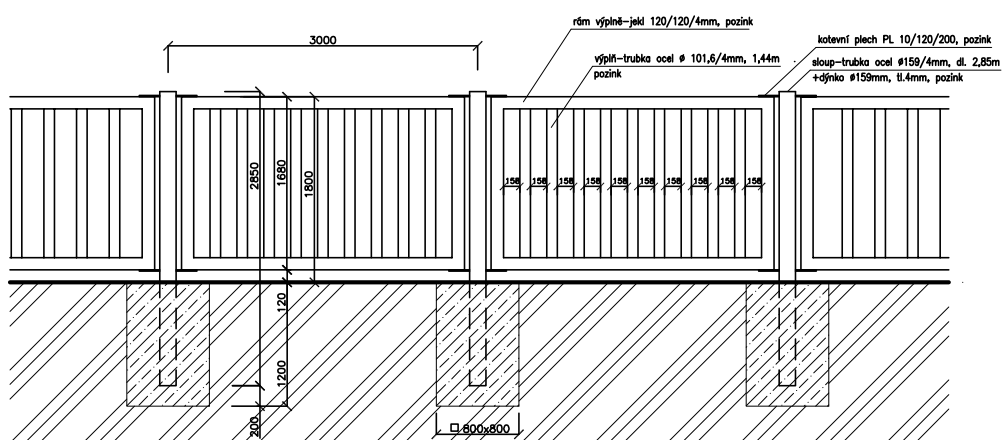 rám výplně-jekl 120/120/4mm, pozink
3000
kotevní plech PL 10/120/200, pozink
výplň-trubka ocel ø 101,6/4mm, 1,44m
pozink
sloup-trubka ocel ø159/4mm, dl. 2,85m
+dýnko ø159mm, tl.4mm, pozink
2850
1680
1800
158 158 158 158 158 158 158 158 158 158
120
1200
200
□ 800x800